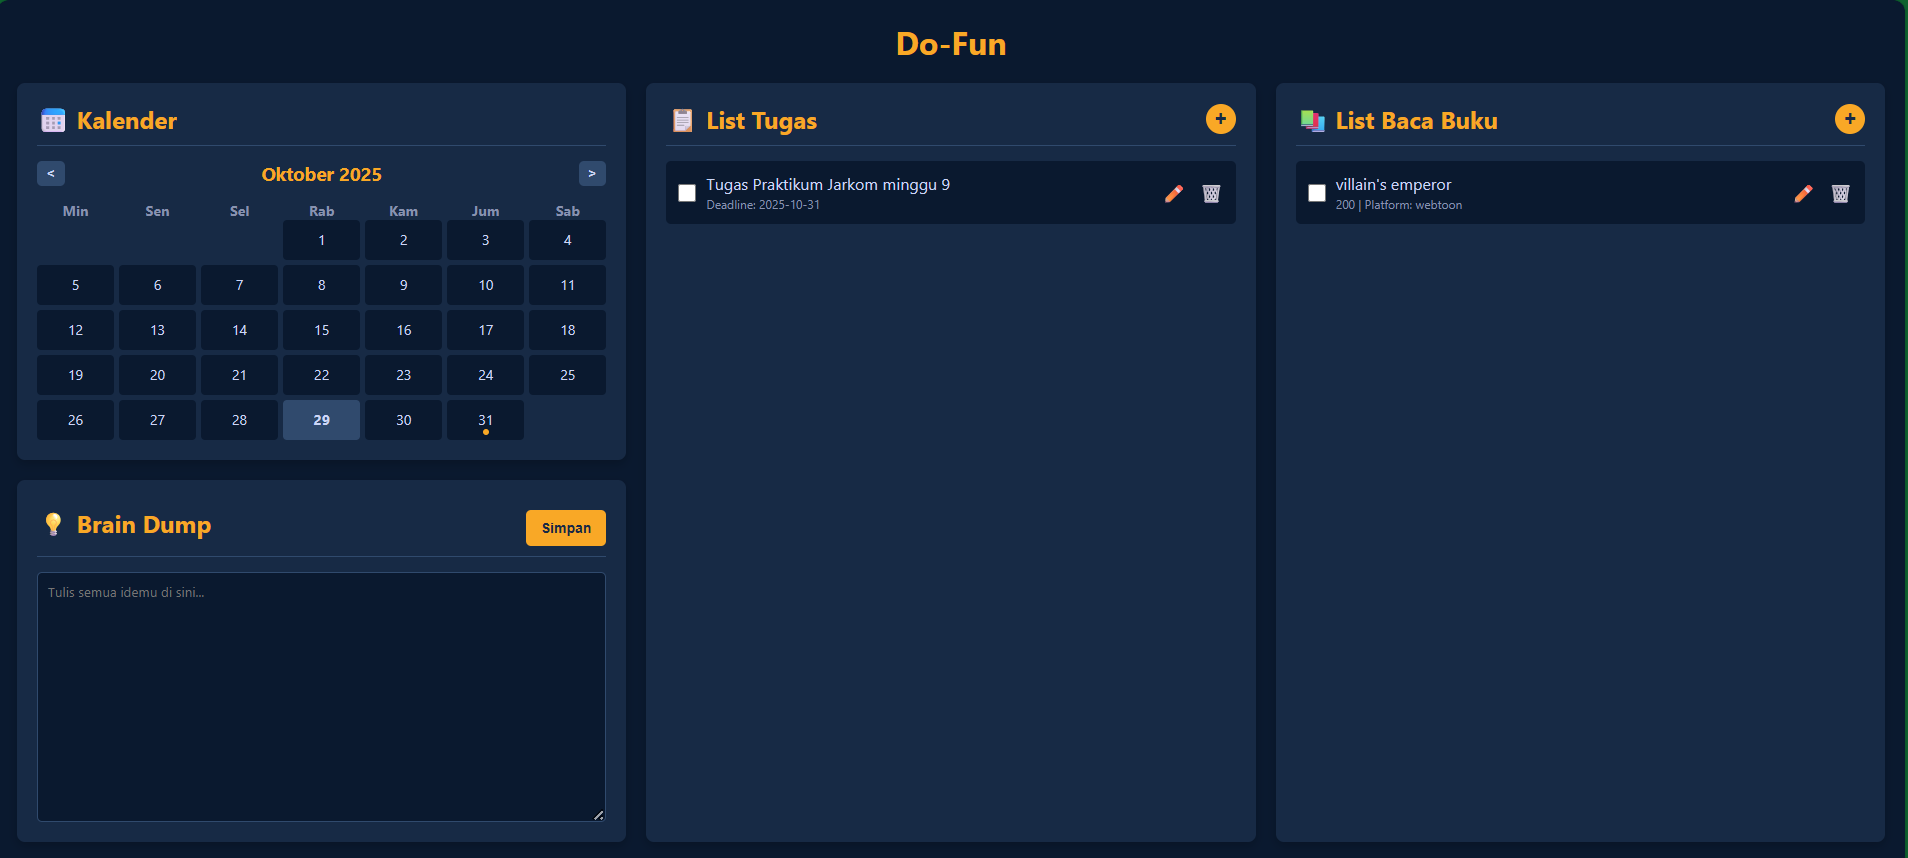 Do-Fun
Kalender
< Oktober 2025 >
Min Sen Sel Rab Kam Jum Sab
1 2 3 4
5 6 7 8 9 10 11
12 13 14 15 16 17 18
19 20 21 22 23 24 25
26 27 28 29 30 31
Brain Dump
Simpan
Tulis semua idemu di sini...
List Tugas
+
Tugas Praktikum Jarkom minggu 9
Deadline: 2025-10-31
List Baca Buku
+
villain's emperor
200 | Platform: webtoon